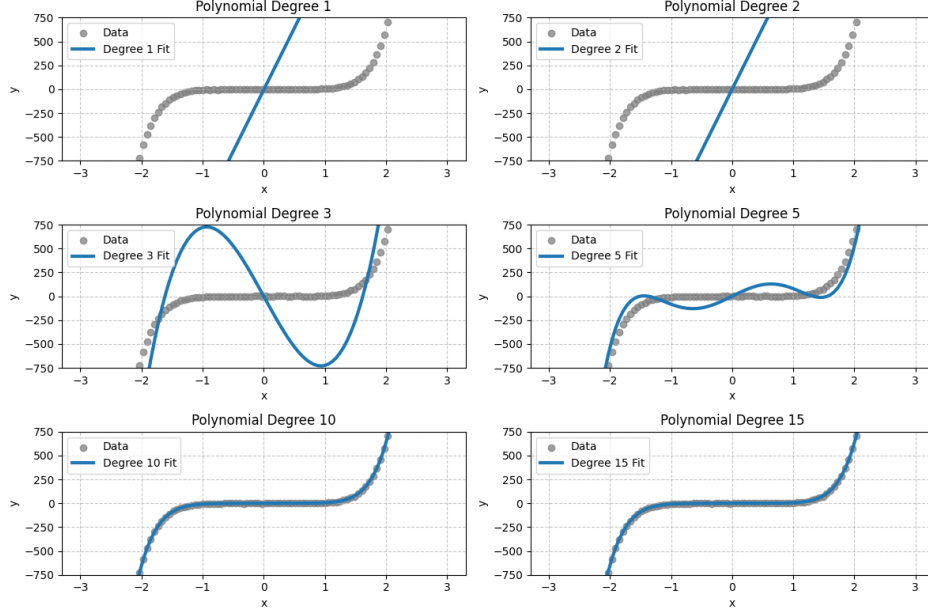 Polynomial Degree 1
750
500
250
0
−250
−500
−750
y
Data
Degree 1 Fit
−3 −2 −1 0 1 2 3
x
Polynomial Degree 2
750
500
250
0
−250
−500
−750
y
Data
Degree 2 Fit
−3 −2 −1 0 1 2 3
x
Polynomial Degree 3
750
500
250
0
−250
−500
−750
y
Data
Degree 3 Fit
−3 −2 −1 0 1 2 3
x
Polynomial Degree 5
750
500
250
0
−250
−500
−750
y
Data
Degree 5 Fit
−3 −2 −1 0 1 2 3
x
Polynomial Degree 10
750
500
250
0
−250
−500
−750
y
Data
Degree 10 Fit
−3 −2 −1 0 1 2 3
x
Polynomial Degree 15
750
500
250
0
−250
−500
−750
y
Data
Degree 15 Fit
−3 −2 −1 0 1 2 3
x